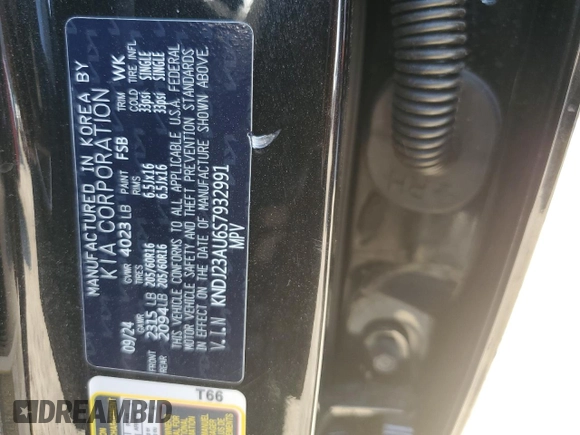 MANUFACTURED IN KOREA BY
KIA CORPORATION
09/24 GVWR 4023 LB PAINT FSB TRIM WK
GAWR TIRES RIMS COLD TIRE INFL
FRONT 2315 LB 205/60R16 6.5Jx16 33psi SINGLE
REAR 2094 LB 205/60R16 6.5Jx16 33psi SINGLE
THIS VEHICLE CONFORMS TO ALL APPLICABLE U.S.A. FEDERAL
MOTOR VEHICLE SAFETY AND THEFT PREVENTION STANDARDS
IN EFFECT ON THE DATE OF MANUFACTURE SHOWN ABOVE.
V.I.N KNDJ23AU6S7932991
MPV
T66
DREAMBID